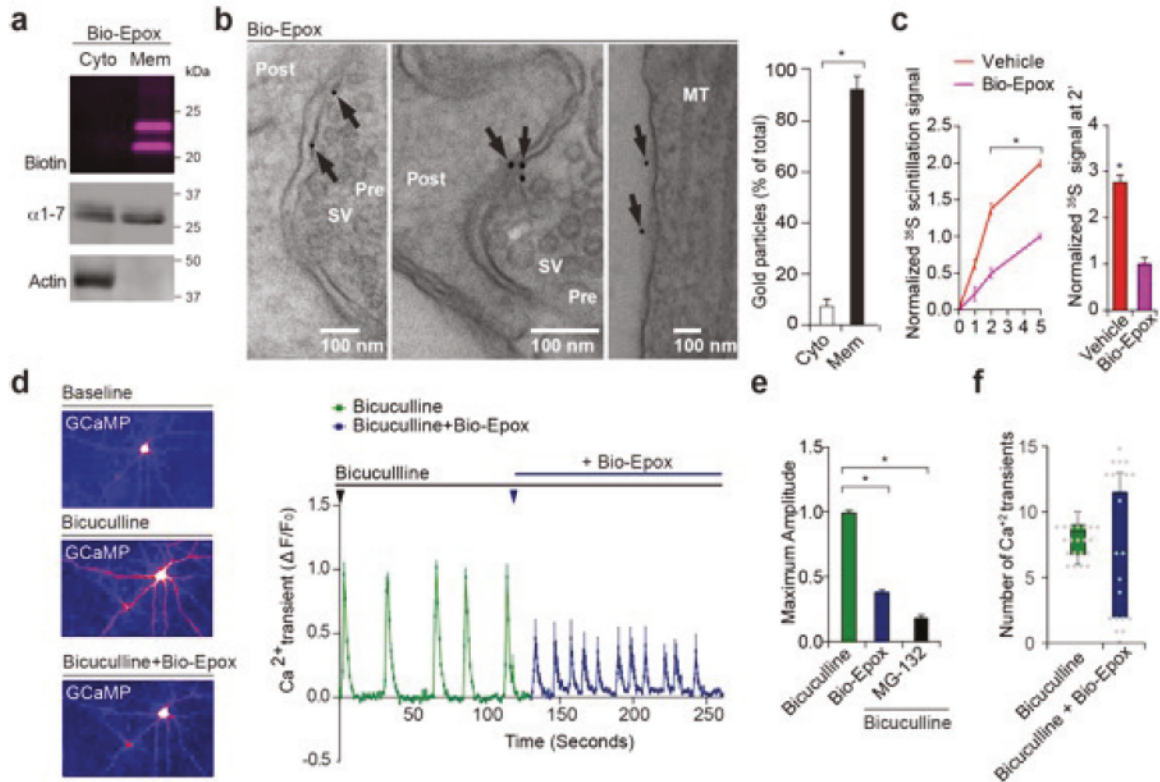 a
Bio-Epox
Cyto Mem
kDa
25
20
Biotin
37
25
α1-7
50
37
Actin
b
Bio-Epox
Post
Pre
SV
100 nm
Post
SV
Pre
100 nm
MT
100 nm
Gold particles (% of total)
100
80
60
40
20
0
*
Cyto
Mem
c
Vehicle
Bio-Epox
Normalized ³⁵S scintillation signal
2.0
1.5
1.0
0.5
0.0
*
0 1 2 3 4 5
Normalized ³⁵S signal at 2'
4
3
2
1
0
*
Vehicle
Bio-Epox
d
Baseline
GCaMP
Bicuculline
GCaMP
Bicuculline+Bio-Epox
GCaMP
Bicuculline
Bicuculline+Bio-Epox
+ Bio-Epox
Bicucullline
Ca²⁺transient (Δ F/F₀)
1.5
1.0
0.5
0.0
-0.5
50 100 150 200 250
Time (Seconds)
e
Maximum Amplitude
1.5
1.0
0.5
0.0
*
*
Bicuculline
Bio-Epox
MG-132
Bicuculline
f
Number of Ca⁺² transients
15
10
5
0
Bicuculline
Bicuculline + Bio-Epox